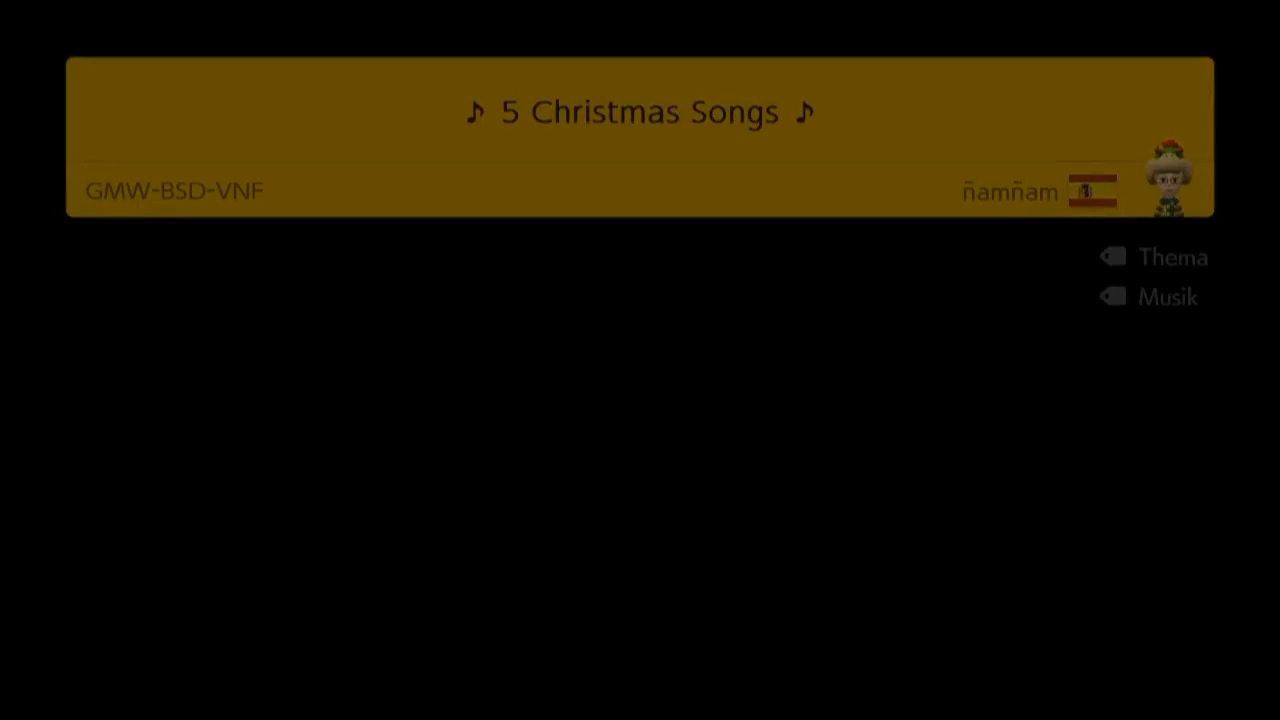 ♪ 5 Christmas Songs ♪
GMW-BSD-VNF
ñamñam
Thema
Musik